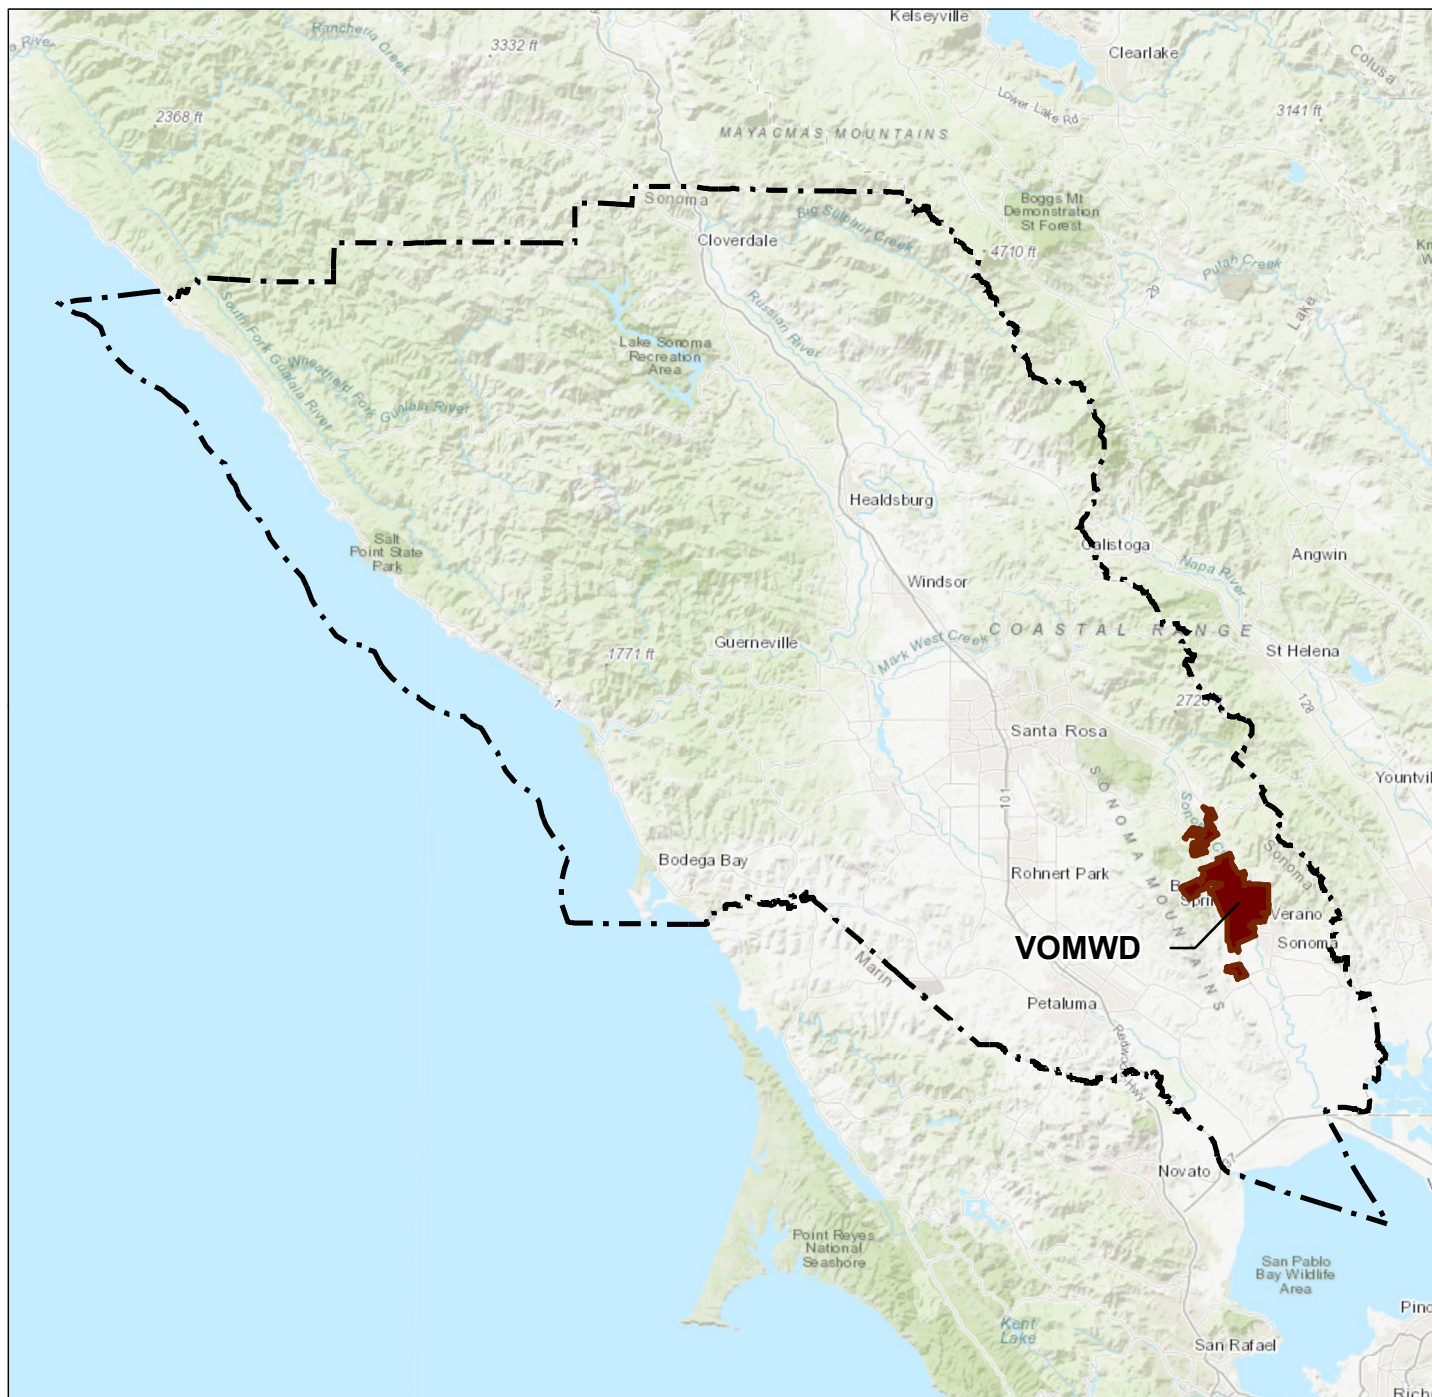 Kelseyville
Ranchetia Creek
3332 ft
Clearlake
Colusa
Lower Lake Rd
2368 ft
3141 ft
MAYACMAS MOUNTAINS
Sonoma
Boggs Mt
Demonstration
St Forest
Big Sulphur Creek
Cloverdale
4710 ft
Putah Creek
29
Lake
South Fork Gualala River
Russian River
Lake Sonoma
Recreation
Area
Wheatfield Fork
Gualala River
Healdsburg
Salt
Point State
Park
Calistoga
Angwin
Napa River
Windsor
COASTAL RANGE
Guerneville
Mark West Creek
St Helena
1771 ft
1
128
Santa Rosa
SONOMA MOUNTAINS
101
Bodega Bay
Rohnert Park
Sonoma
Verano
VOMWD
Sonoma
Marin
Petaluma
Redwood Hwy
Novato
37
Point Reyes
National
Seashore
San Pablo
Bay Wildlife
Area
Kent
Lake
San Rafael